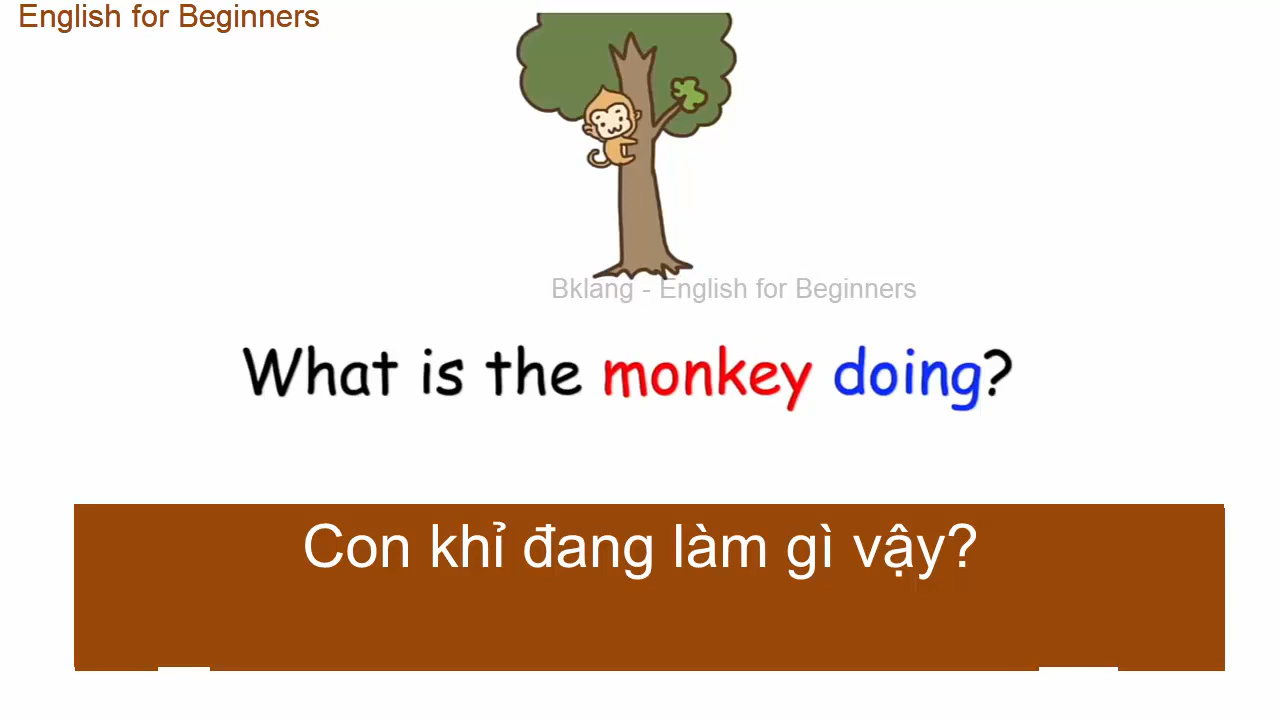 English for Beginners
Bklang - English for Beginners
What is the monkey doing?
Con khỉ đang làm gì vậy?